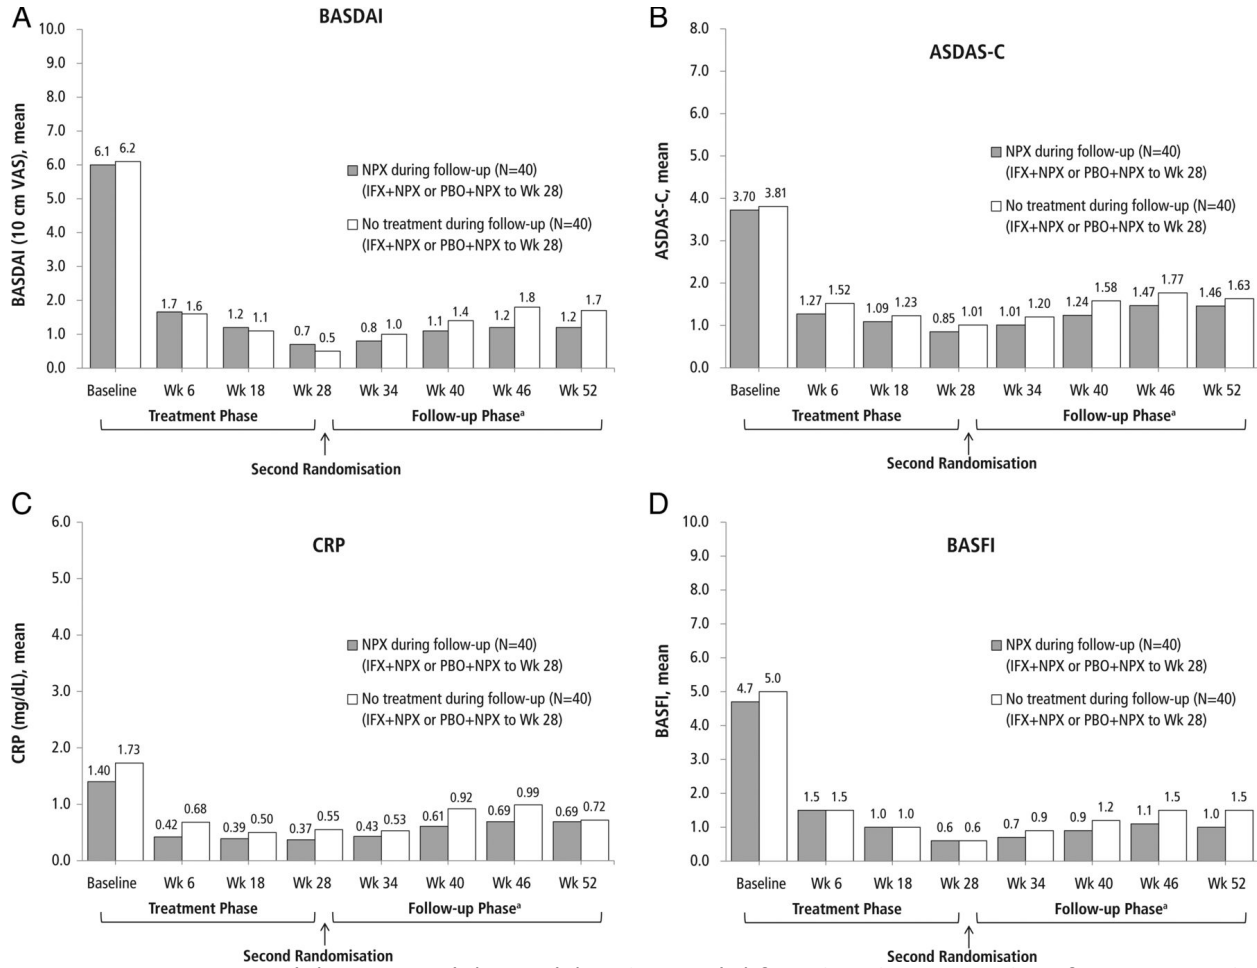 A
BASDAI
BASDAI (10 cm VAS), mean
10.0
9.0
8.0
7.0
6.0
5.0
4.0
3.0
2.0
1.0
0.0
6.1 6.2
1.7 1.6
1.2 1.1
0.7 0.5
0.8 1.0
1.1 1.4
1.2 1.8
1.2 1.7
NPX during follow-up (N=40)
(IFX+NPX or PBO+NPX to Wk 28)
No treatment during follow-up (N=40)
(IFX+NPX or PBO+NPX to Wk 28)
Baseline Wk 6 Wk 18 Wk 28 Wk 34 Wk 40 Wk 46 Wk 52
Treatment Phase Follow-up Phaseª
Second Randomisation
B
ASDAS-C
ASDAS-C, mean
8.0
7.0
6.0
5.0
4.0
3.0
2.0
1.0
0.0
3.70 3.81
1.27 1.52
1.09 1.23
0.85 1.01
1.01 1.20
1.24 1.58
1.47 1.77
1.46 1.63
NPX during follow-up (N=40)
(IFX+NPX or PBO+NPX to Wk 28)
No treatment during follow-up (N=40)
(IFX+NPX or PBO+NPX to Wk 28)
Baseline Wk 6 Wk 18 Wk 28 Wk 34 Wk 40 Wk 46 Wk 52
Treatment Phase Follow-up Phaseª
Second Randomisation
C
CRP
CRP (mg/dL), mean
6.0
5.0
4.0
3.0
2.0
1.0
0.0
1.40 1.73
0.42 0.68
0.39 0.50
0.37 0.55
0.43 0.53
0.61 0.92
0.69 0.99
0.69 0.72
NPX during follow-up (N=40)
(IFX+NPX or PBO+NPX to Wk 28)
No treatment during follow-up (N=40)
(IFX+NPX or PBO+NPX to Wk 28)
Baseline Wk 6 Wk 18 Wk 28 Wk 34 Wk 40 Wk 46 Wk 52
Treatment Phase Follow-up Phaseª
Second Randomisation
D
BASFI
BASFI, mean
10.0
9.0
8.0
7.0
6.0
5.0
4.0
3.0
2.0
1.0
0.0
4.7 5.0
1.5 1.5
1.0 1.0
0.6 0.6
0.7 0.9
0.9 1.2
1.1 1.5
1.0 1.5
NPX during follow-up (N=40)
(IFX+NPX or PBO+NPX to Wk 28)
No treatment during follow-up (N=40)
(IFX+NPX or PBO+NPX to Wk 28)
Baseline Wk 6 Wk 18 Wk 28 Wk 34 Wk 40 Wk 46 Wk 52
Treatment Phase Follow-up Phaseª
Second Randomisation